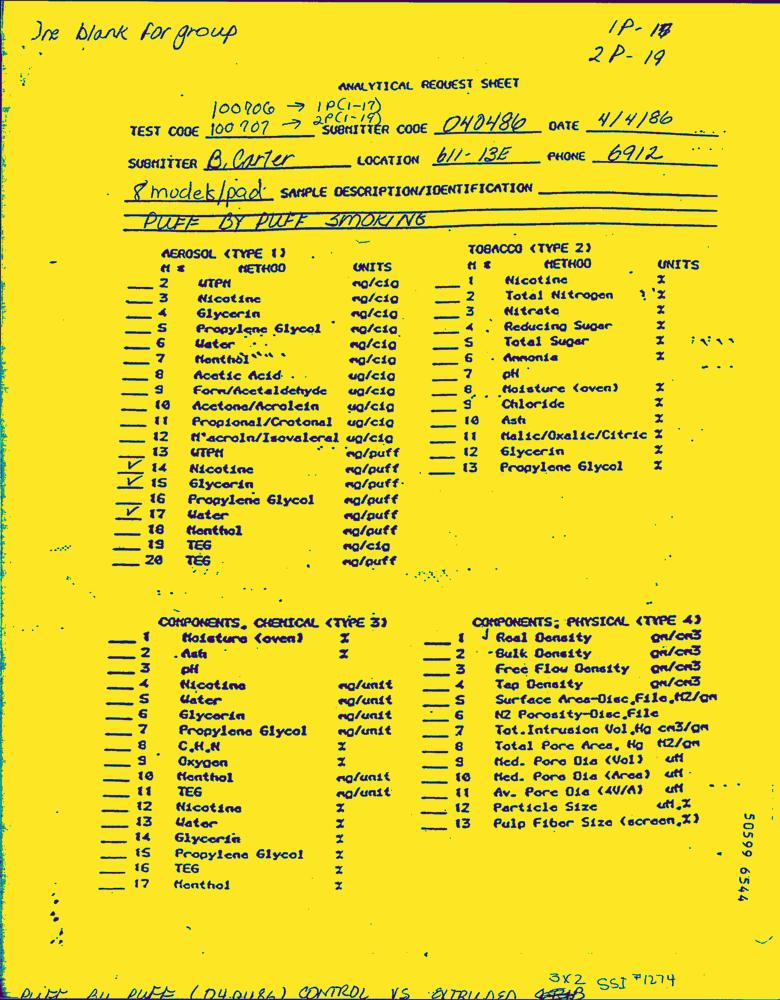 One blank for group
1P-17
2P-19
ANALYTICAL REQUEST SHEET
100706 → 1P(1-17)
TEST CODE 100707 → 2P(1-19) SUBMITTER CODE 040486 DATE 4/4/86
SUBMITTER B. Carter LOCATION 611-13E PHONE 6912
8 models/pad SAMPLE DESCRIPTION/IDENTIFICATION
PUFF BY PUFF SMOKING
AEROSOL (TYPE 1)
M # METHOD UNITS
2 WTPM mg/cig
3 Nicotine mg/cig
4 Glycerin mg/cig
5 Propylene Glycol mg/cig
6 Water mg/cig
7 Menthol mg/cig
8 Acetic Acid ug/cig
9 Form/Acetaldehyde ug/cig
10 Acetone/Acrolein ug/cig
11 Propional/Crotonal ug/cig
12 M'acroln/Isovaleral ug/cig
13 WTPM mg/puff
✓ 14 Nicotine mg/puff
✓ 15 Glycerin mg/puff
16 Propylene Glycol mg/puff
✓ 17 Water mg/puff
18 Menthol mg/puff
19 TEG mg/cig
20 TEG mg/puff
TOBACCO (TYPE 2)
M # METHOD UNITS
1 Nicotine %
2 Total Nitrogen %
3 Nitrate %
4 Reducing Sugar %
5 Total Sugar %
6 Ammonia %
7 pH
8 Moisture (oven) %
9 Chloride %
10 Ash %
11 Malic/Oxalic/Citric %
12 Glycerin %
13 Propylene Glycol %
COMPONENTS, CHEMICAL (TYPE 3)
1 Moisture (oven) %
2 Ash %
3 pH
4 Nicotine mg/unit
5 Water mg/unit
6 Glycerin mg/unit
7 Propylene Glycol mg/unit
8 C,H,N %
9 Oxygen %
10 Menthol mg/unit
11 TEG mg/unit
12 Nicotine %
13 Water %
14 Glycerin %
15 Propylene Glycol %
16 TEG %
17 Menthol %
COMPONENTS, PHYSICAL (TYPE 4)
1 Real Density gm/cm3
2 Bulk Density gm/cm3
3 Free Flow Density gm/cm3
4 Tap Density gm/cm3
5 Surface Area-Disc,File,M2/gm
6 N2 Porosity-Disc,File
7 Tot.Intrusion Vol,Hg cm3/gm
8 Total Pore Area, Hg M2/gm
9 Med. Pore Dia (Vol) uM
10 Med. Pore Dia (Area) uM
11 Av. Pore Dia (4V/A) uM
12 Particle Size uM,%
13 Pulp Fiber Size (screen,%)
50599 6544
3X2 SSI #1274
PUFF BY PUFF (040486) CONTROL VS EXTRUDED